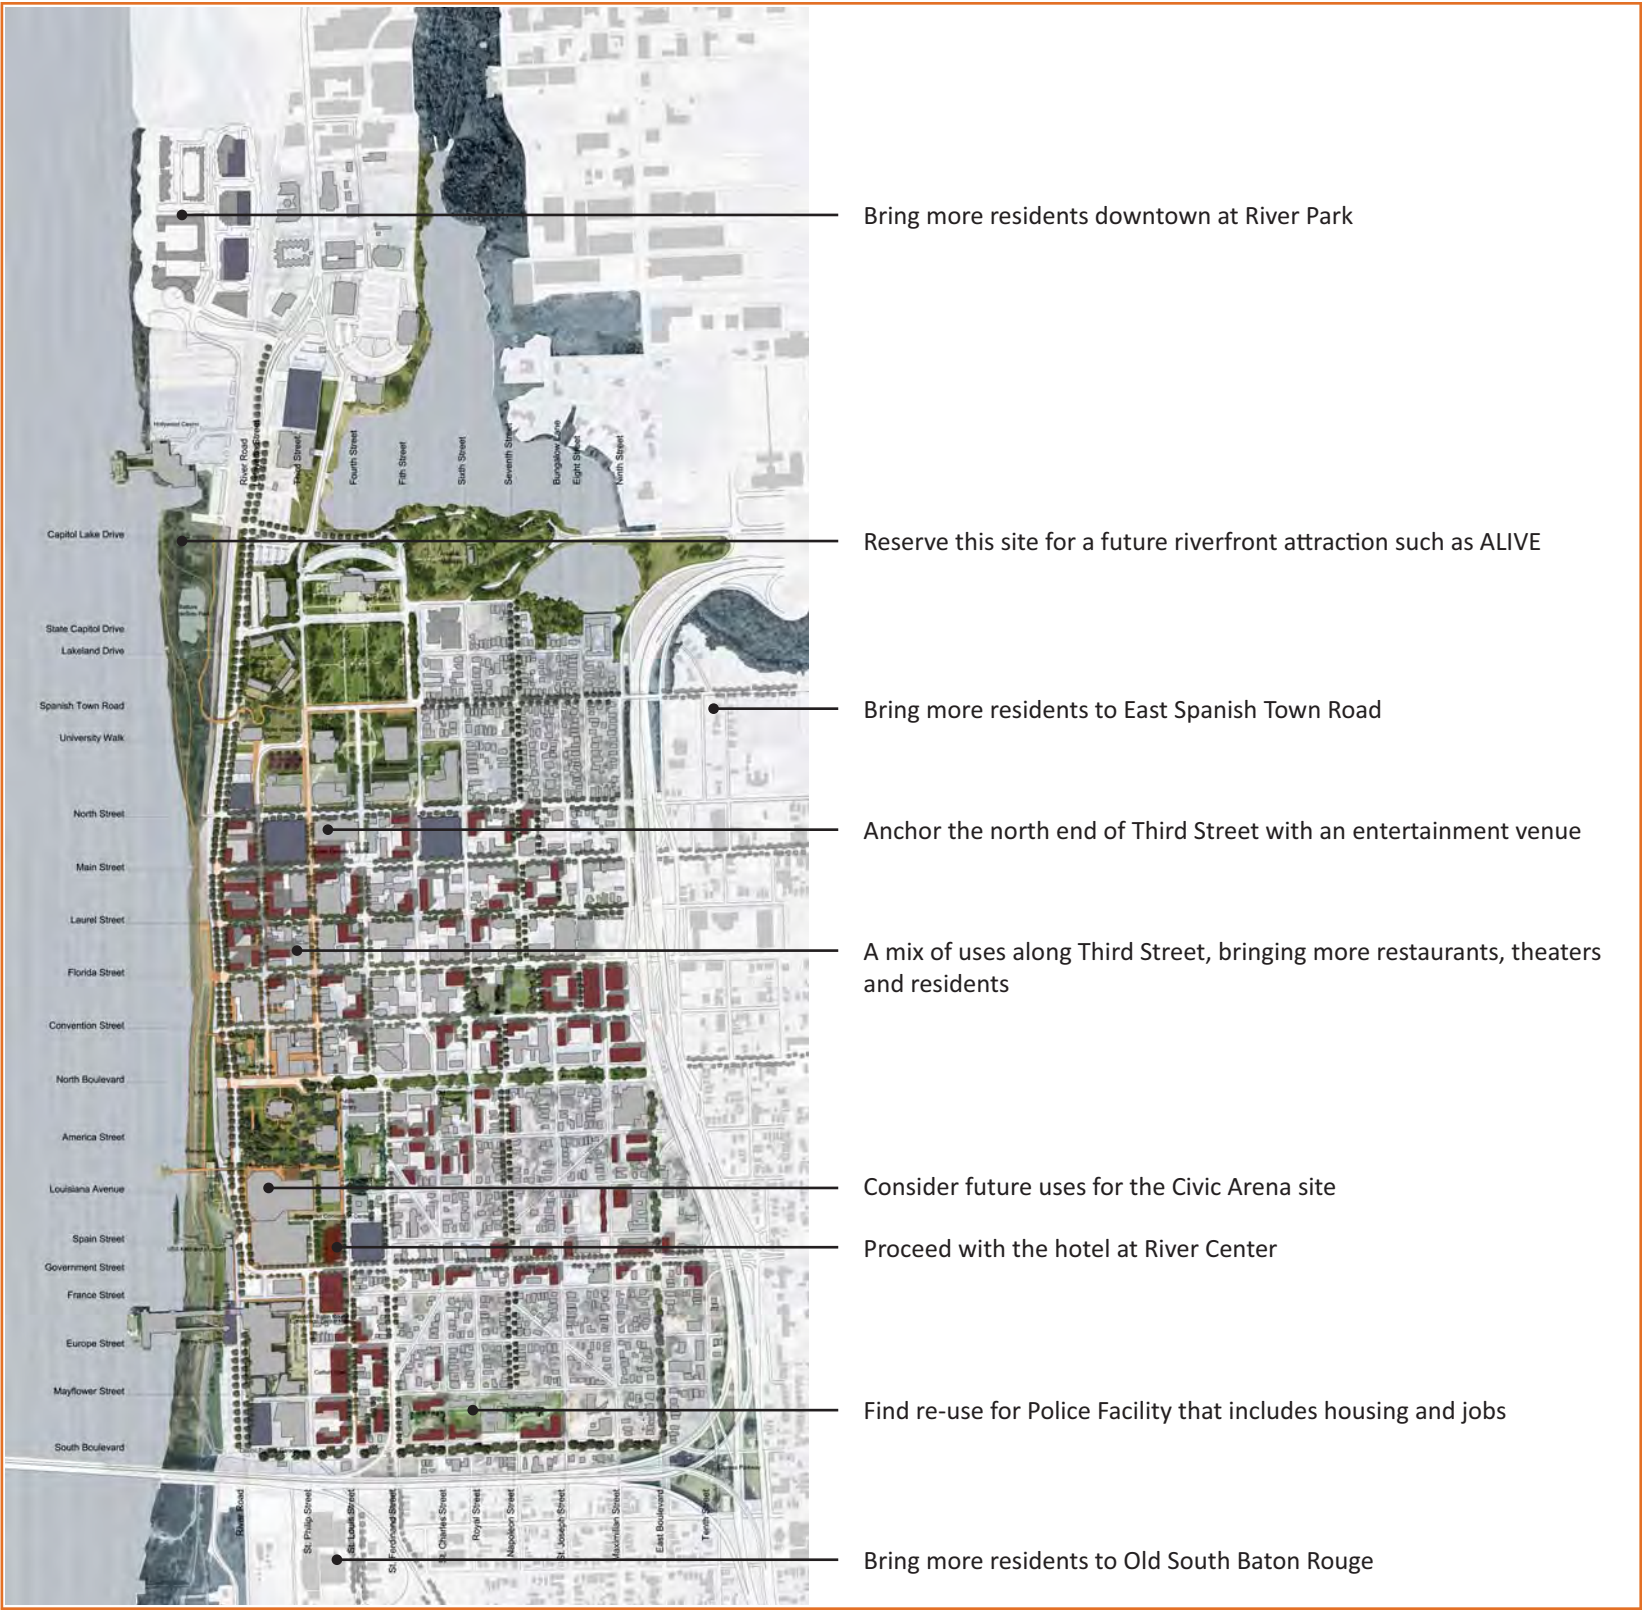 Bring more residents downtown at River Park
Hollywood Casino
River Road
Third Street
Fourth Street
Fith Street
Sixth Street
Seventh Street
Bungalow Lane
Eight Street
Ninth Street
Capitol Lake Drive
Reserve this site for a future riverfront attraction such as ALIVE
State Capitol Drive
Lakeland Drive
Spanish Town Road
Bring more residents to East Spanish Town Road
University Walk
North Street
Anchor the north end of Third Street with an entertainment venue
Main Street
Laurel Street
A mix of uses along Third Street, bringing more restaurants, theaters
and residents
Florida Street
Convention Street
North Boulevard
America Street
Louisiana Avenue
Consider future uses for the Civic Arena site
Spain Street
Proceed with the hotel at River Center
Government Street
France Street
Europe Street
Mayflower Street
Find re-use for Police Facility that includes housing and jobs
South Boulevard
River Road
St. Philip Street
St. Louis Street
St. Ferdinand Street
St. Charles Street
Royal Street
Napoleon Street
St. Joseph Street
Maximilian Street
East Boulevard
Tenth Street
Bring more residents to Old South Baton Rouge